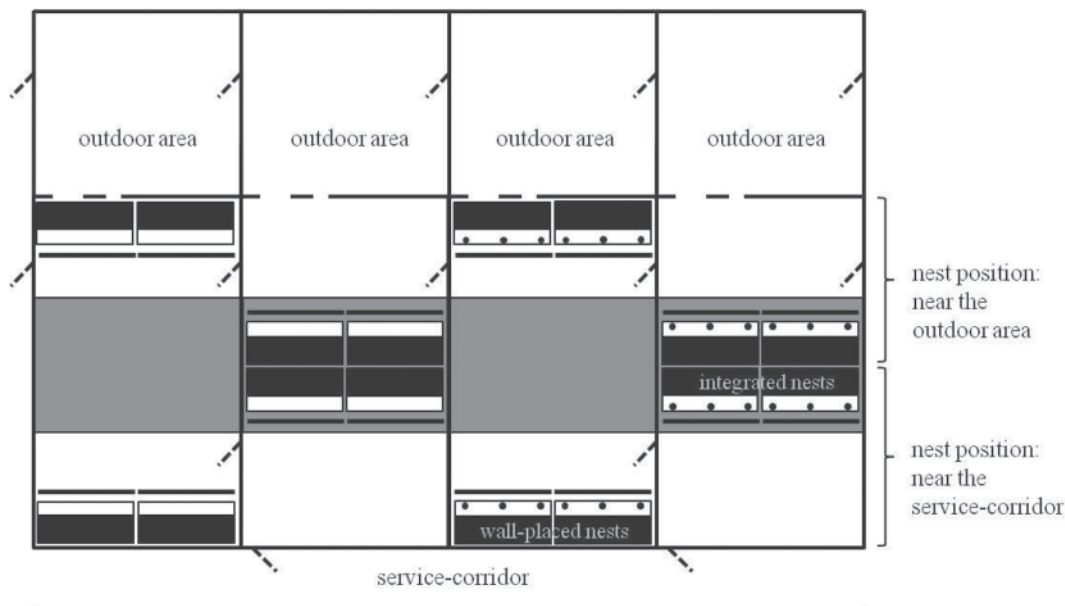 outdoor area
outdoor area
outdoor area
outdoor area
nest position:
near the
outdoor area
integrated nests
nest position:
near the
service-corridor
wall-placed nests
service-corridor